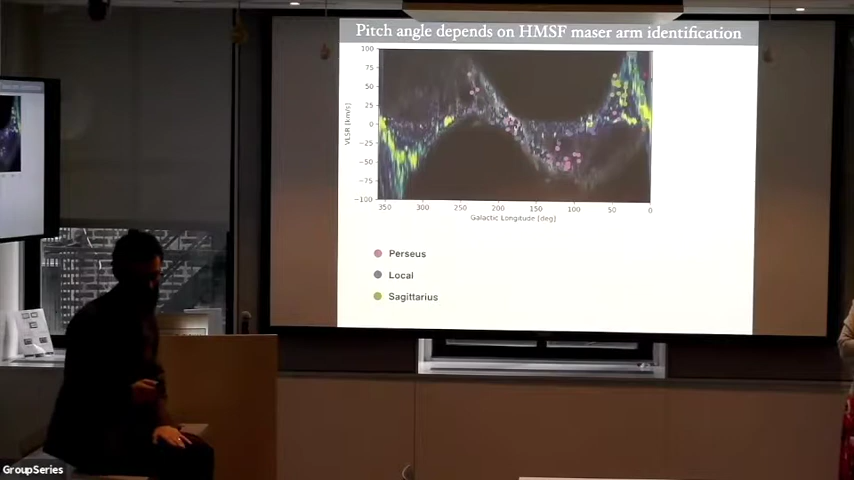 Pitch angle depends on HMSF maser arm identification
100
75
50
25
0
−25
−50
−75
−100
VLSR [km/s]
350 300 250 200 150 100 50 0
Galactic Longitude [deg]
Perseus
Local
Sagittarius
GroupSeries